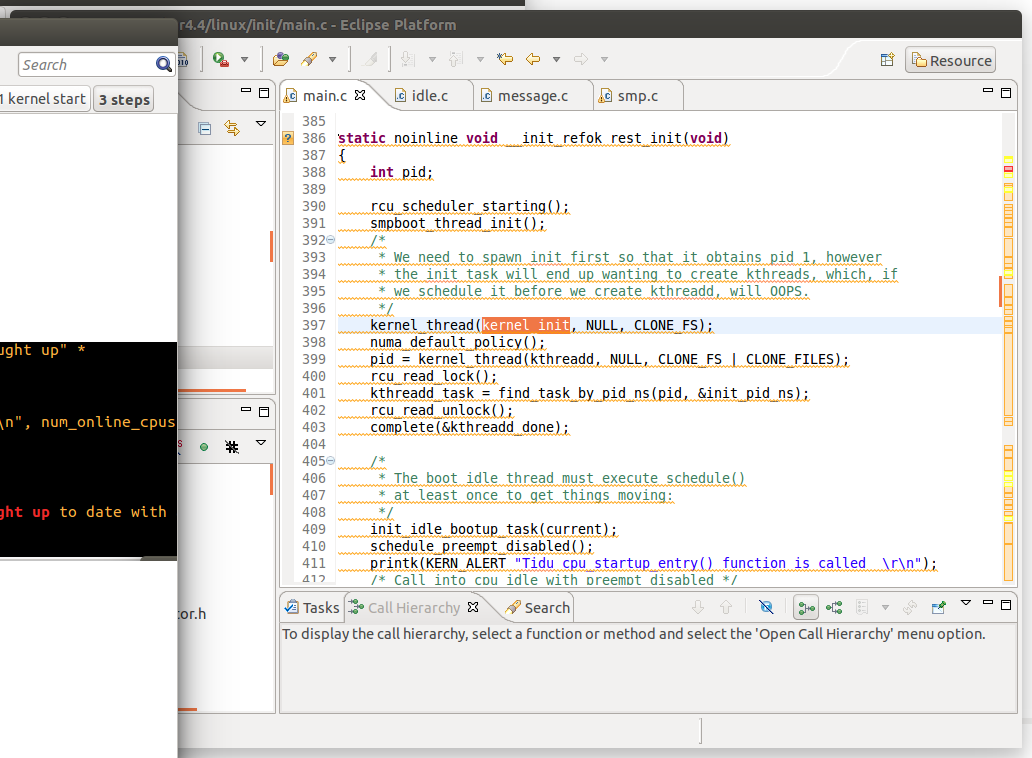 r4.4/linux/init/main.c - Eclipse Platform
Search
Resource
1 kernel start
3 steps
main.c
idle.c
message.c
smp.c
385
386 static noinline void __init_refok rest_init(void)
387 {
388 int pid;
389
390 rcu_scheduler_starting();
391 smpboot_thread_init();
392 /*
393 * We need to spawn init first so that it obtains pid 1, however
394 * the init task will end up wanting to create kthreads, which, if
395 * we schedule it before we create kthreadd, will OOPS.
396 */
397 kernel_thread(kernel_init, NULL, CLONE_FS);
398 numa_default_policy();
399 pid = kernel_thread(kthreadd, NULL, CLONE_FS | CLONE_FILES);
400 rcu_read_lock();
401 kthreadd_task = find_task_by_pid_ns(pid, &init_pid_ns);
402 rcu_read_unlock();
403 complete(&kthreadd_done);
404
405 /*
406 * The boot idle thread must execute schedule()
407 * at least once to get things moving:
408 */
409 init_idle_bootup_task(current);
410 schedule_preempt_disabled();
411 printk(KERN_ALERT "Tidu cpu_startup_entry() function is called \r\n");
412 /* Call into cpu_idle with preempt disabled */
ught up" *
\n", num_online_cpus
ght up to date with
tor.h
Tasks
Call Hierarchy
Search
To display the call hierarchy, select a function or method and select the 'Open Call Hierarchy' menu option.